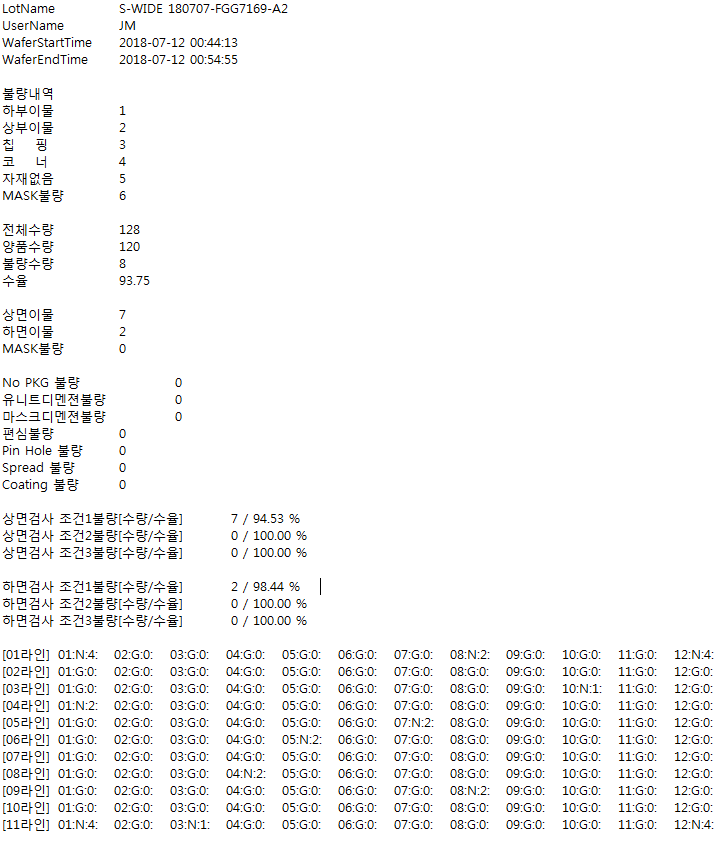 LotName S-WIDE 180707-FGG7169-A2
UserName JM
WaferStartTime 2018-07-12 00:44:13
WaferEndTime 2018-07-12 00:54:55
불량내역
하부이물 1
상부이물 2
칩 핑 3
코 너 4
자재없음 5
MASK불량 6
전체수량 128
양품수량 120
불량수량 8
수율 93.75
상면이물 7
하면이물 2
MASK불량 0
No PKG 불량 0
유니트디멘젼불량 0
마스크디멘젼불량 0
편심불량 0
Pin Hole 불량 0
Spread 불량 0
Coating 불량 0
상면검사 조건1불량[수량/수율] 7 / 94.53 %
상면검사 조건2불량[수량/수율] 0 / 100.00 %
상면검사 조건3불량[수량/수율] 0 / 100.00 %
하면검사 조건1불량[수량/수율] 2 / 98.44 %
하면검사 조건2불량[수량/수율] 0 / 100.00 %
하면검사 조건3불량[수량/수율] 0 / 100.00 %
[01라인] 01:N:4: 02:G:0: 03:G:0: 04:G:0: 05:G:0: 06:G:0: 07:G:0: 08:N:2: 09:G:0: 10:G:0: 11:G:0: 12:N:4:
[02라인] 01:G:0: 02:G:0: 03:G:0: 04:G:0: 05:G:0: 06:G:0: 07:G:0: 08:G:0: 09:G:0: 10:G:0: 11:G:0: 12:G:0:
[03라인] 01:G:0: 02:G:0: 03:G:0: 04:G:0: 05:G:0: 06:G:0: 07:G:0: 08:G:0: 09:G:0: 10:N:1: 11:G:0: 12:G:0:
[04라인] 01:N:2: 02:G:0: 03:G:0: 04:G:0: 05:G:0: 06:G:0: 07:G:0: 08:G:0: 09:G:0: 10:G:0: 11:G:0: 12:G:0:
[05라인] 01:G:0: 02:G:0: 03:G:0: 04:G:0: 05:G:0: 06:G:0: 07:N:2: 08:G:0: 09:G:0: 10:G:0: 11:G:0: 12:G:0:
[06라인] 01:G:0: 02:G:0: 03:G:0: 04:G:0: 05:N:2: 06:G:0: 07:G:0: 08:G:0: 09:G:0: 10:G:0: 11:G:0: 12:G:0:
[07라인] 01:G:0: 02:G:0: 03:G:0: 04:G:0: 05:G:0: 06:G:0: 07:G:0: 08:G:0: 09:G:0: 10:G:0: 11:G:0: 12:G:0:
[08라인] 01:G:0: 02:G:0: 03:G:0: 04:N:2: 05:G:0: 06:G:0: 07:G:0: 08:G:0: 09:G:0: 10:G:0: 11:G:0: 12:G:0:
[09라인] 01:G:0: 02:G:0: 03:G:0: 04:G:0: 05:G:0: 06:G:0: 07:G:0: 08:N:2: 09:G:0: 10:G:0: 11:G:0: 12:G:0:
[10라인] 01:G:0: 02:G:0: 03:G:0: 04:G:0: 05:G:0: 06:G:0: 07:G:0: 08:G:0: 09:G:0: 10:G:0: 11:G:0: 12:G:0:
[11라인] 01:N:4: 02:G:0: 03:N:1: 04:G:0: 05:G:0: 06:G:0: 07:G:0: 08:G:0: 09:G:0: 10:G:0: 11:G:0: 12:N:4: